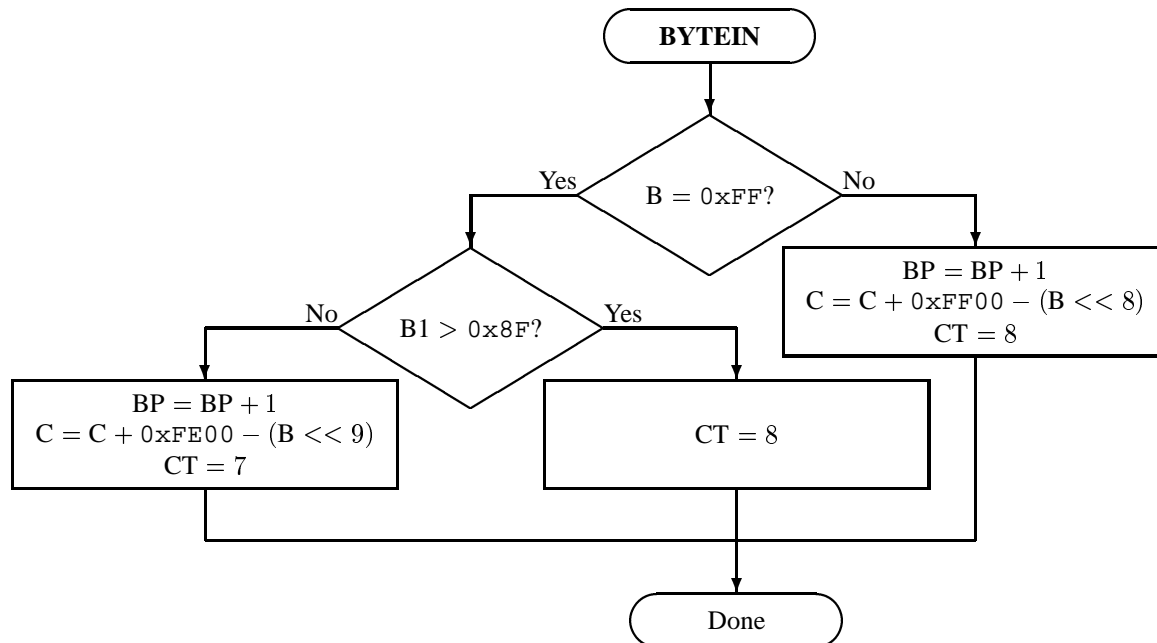 BYTEIN
B = 0xFF?
Yes
No
BP = BP + 1
C = C + 0xFF00 − (B << 8)
CT = 8
B1 > 0x8F?
No
Yes
BP = BP + 1
C = C + 0xFE00 − (B << 9)
CT = 7
CT = 8
Done